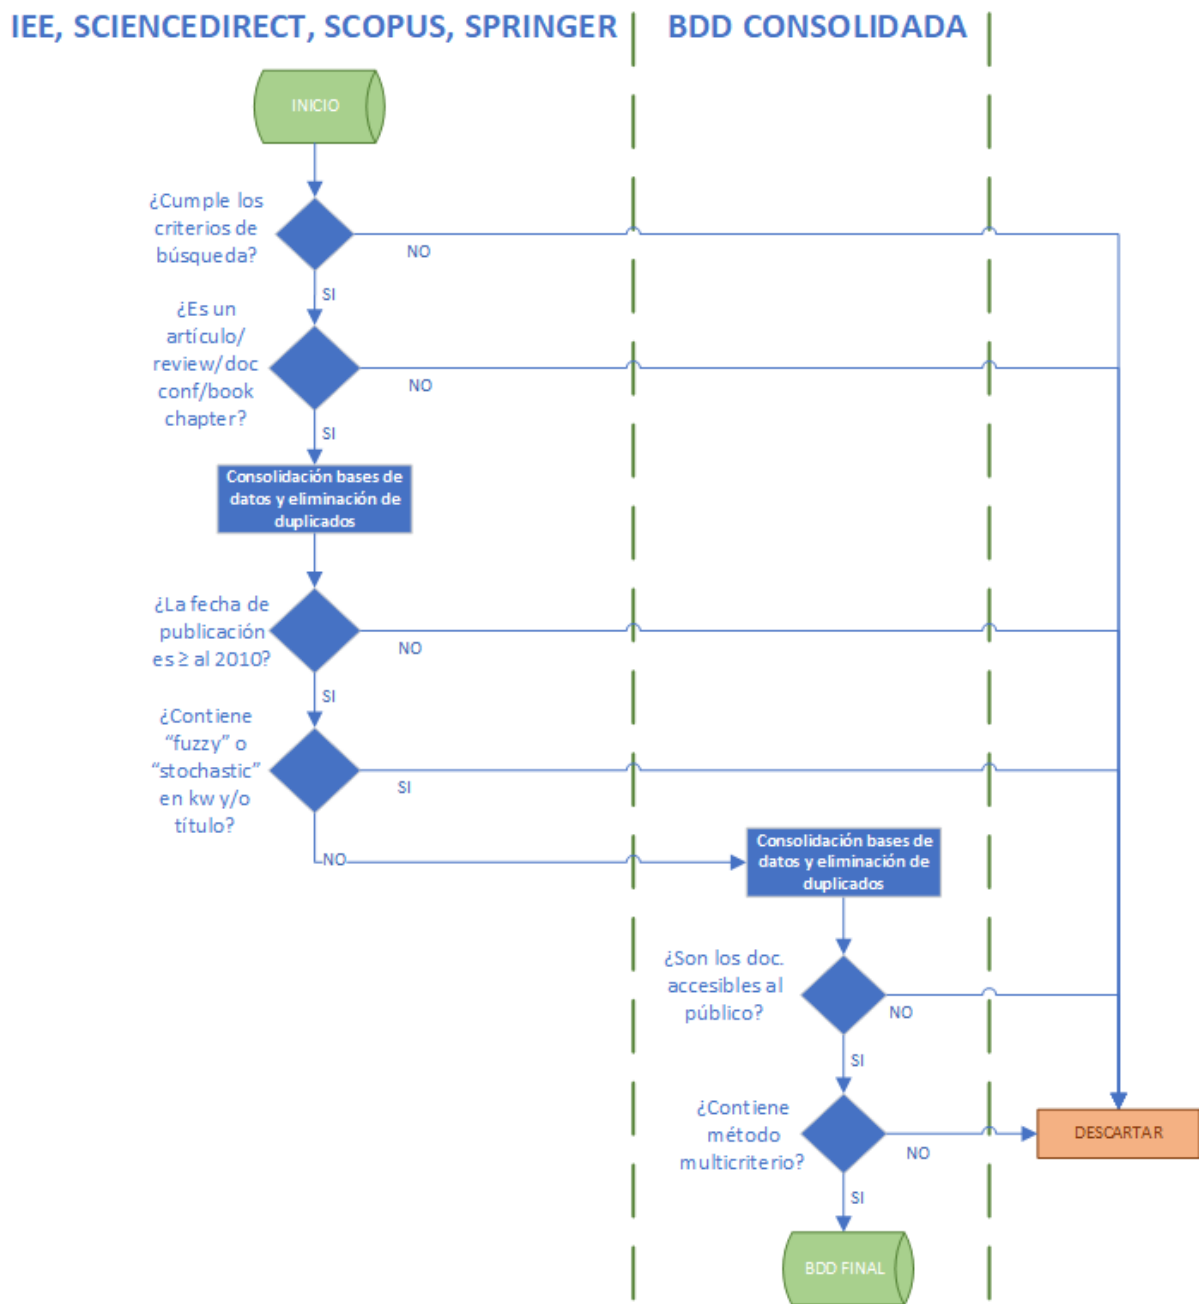 IEE, SCIENCEDIRECT, SCOPUS, SPRINGER
BDD CONSOLIDADA
INICIO
¿Cumple los
criterios de
búsqueda?
NO
SI
¿Es un
artículo/
review/doc
conf/book
chapter?
NO
SI
Consolidación bases de
datos y eliminación de
duplicados
¿La fecha de
publicación
es ≥ al 2010?
NO
SI
¿Contiene
“fuzzy” o
“stochastic”
en kw y/o
título?
SI
NO
Consolidación bases de
datos y eliminación de
duplicados
¿Son los doc.
accesibles al
público?
NO
SI
¿Contiene
método
multicriterio?
NO
DESCARTAR
SI
BDD FINAL